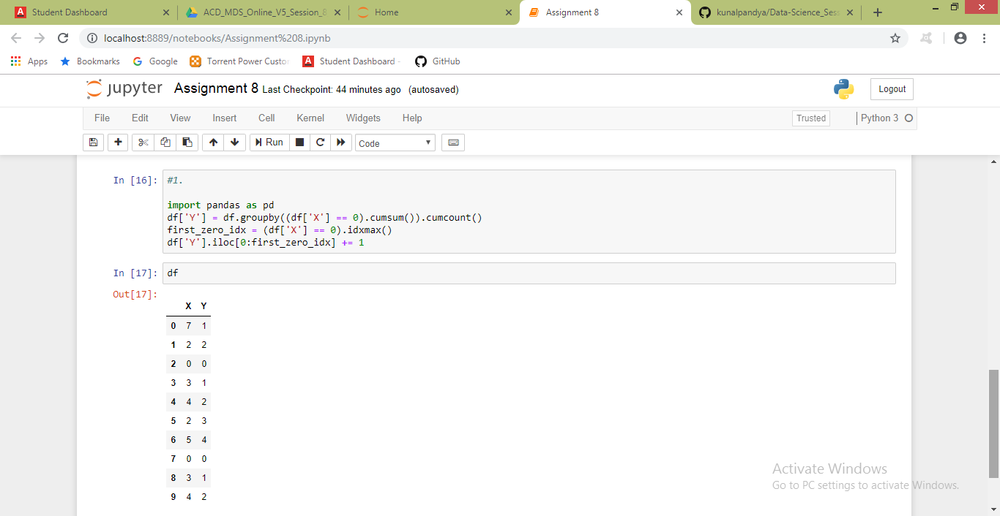 Student Dashboard
ACD_MDS_Online_V5_Session_8
Home
Assignment 8
kunalpandya/Data-Science_Sess
localhost:8889/notebooks/Assignment%208.ipynb
Apps
Bookmarks
Google
Torrent Power Custo
Student Dashboard -
GitHub
jupyter Assignment 8 Last Checkpoint: 44 minutes ago (autosaved)
Logout
File Edit View Insert Cell Kernel Widgets Help
Trusted
Python 3
Run
Code
In [16]: #1.
import pandas as pd
df['Y'] = df.groupby((df['X'] == 0).cumsum()).cumcount()
first_zero_idx = (df['X'] == 0).idxmax()
df['Y'].iloc[0:first_zero_idx] += 1
In [17]: df
Out[17]:
X Y
0 7 1
1 2 2
2 0 0
3 3 1
4 4 2
5 2 3
6 5 4
7 0 0
8 3 1
9 4 2
Activate Windows
Go to PC settings to activate Windows.